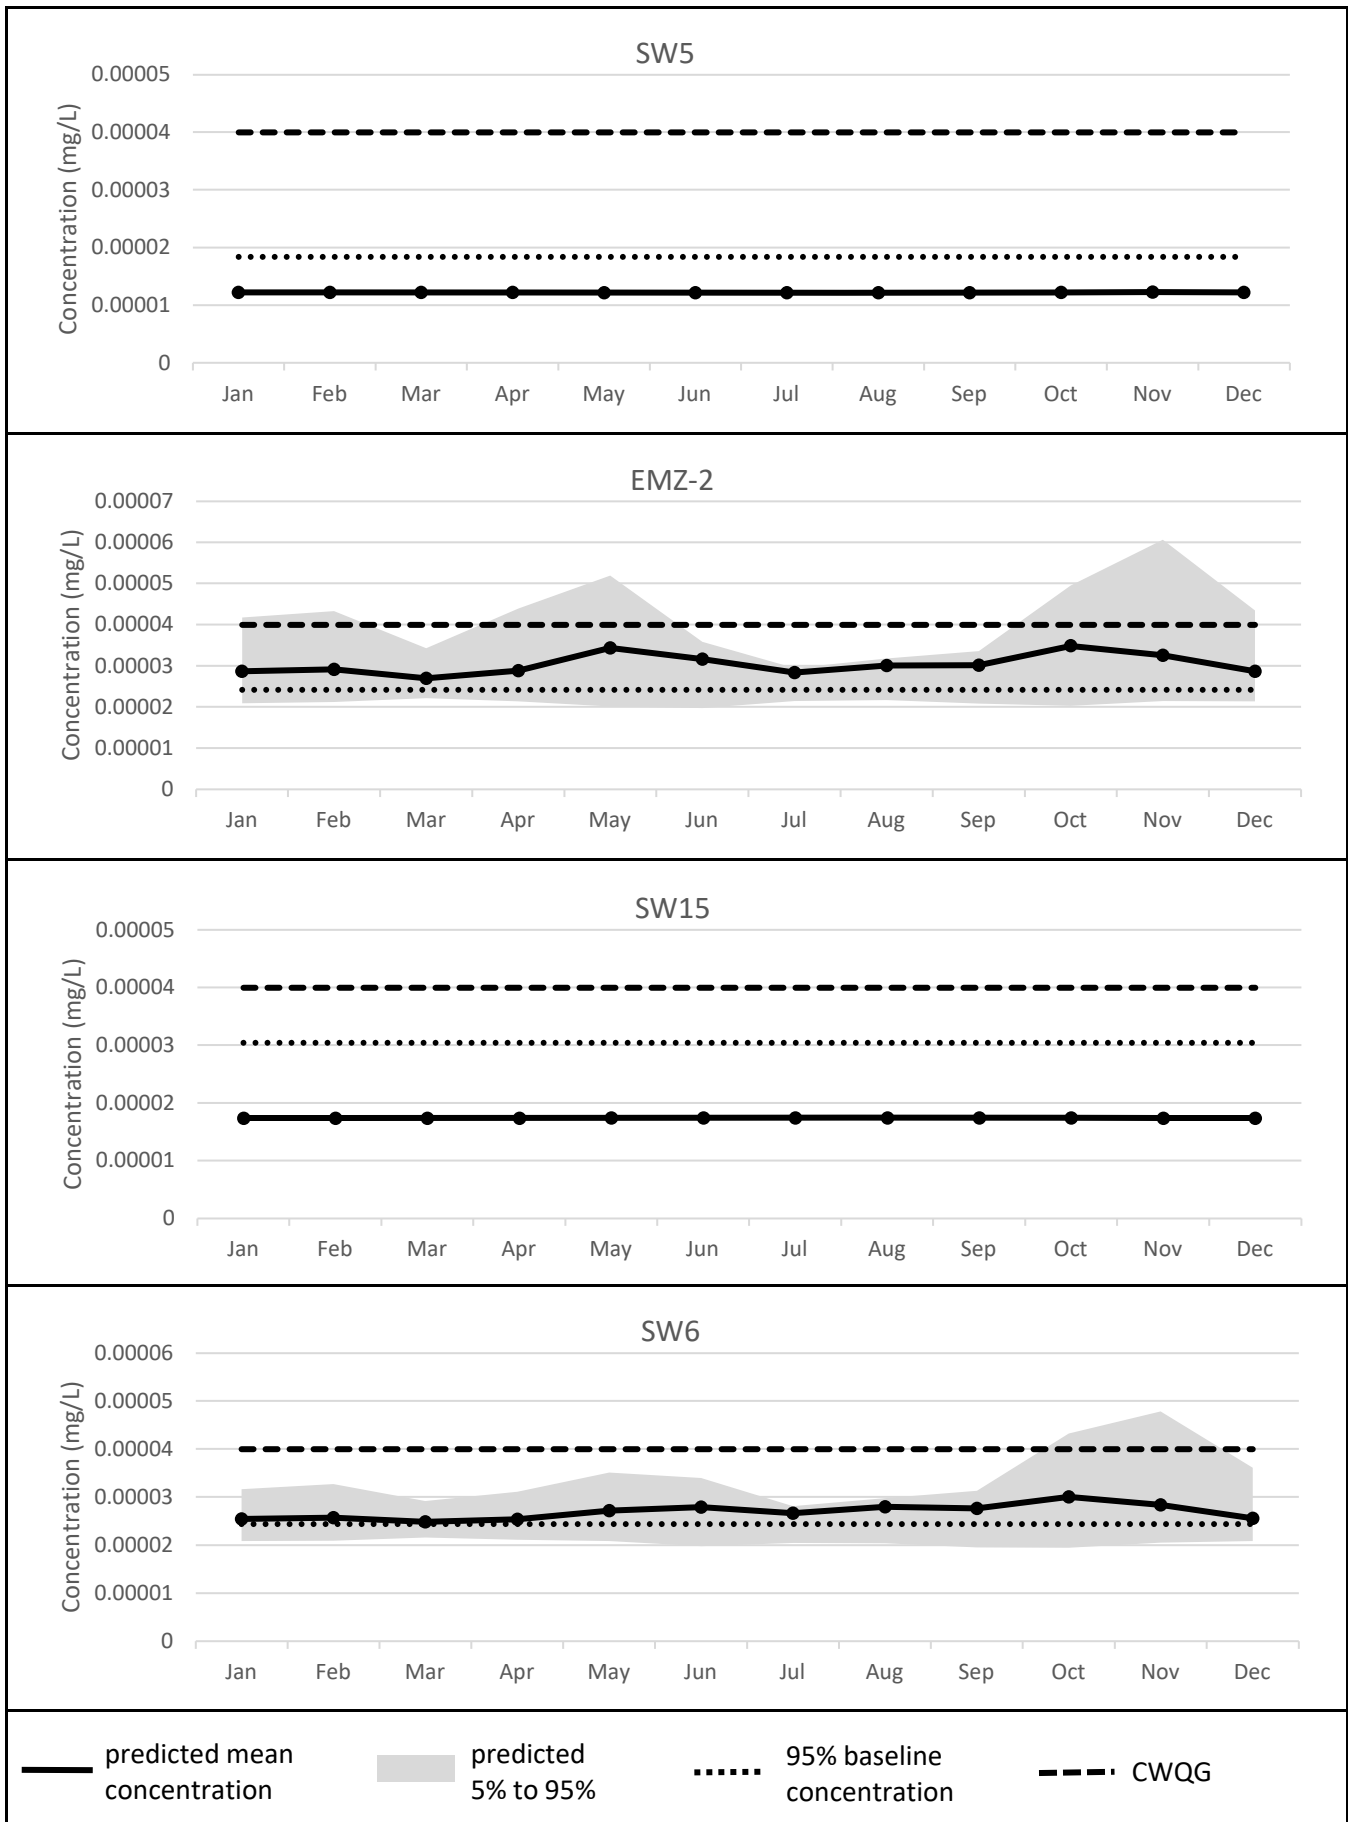 SW5
Concentration (mg/L)
0.00005
0.00004
0.00003
0.00002
0.00001
0
Jan Feb Mar Apr May Jun Jul Aug Sep Oct Nov Dec
EMZ-2
Concentration (mg/L)
0.00007
0.00006
0.00005
0.00004
0.00003
0.00002
0.00001
0
Jan Feb Mar Apr May Jun Jul Aug Sep Oct Nov Dec
SW15
Concentration (mg/L)
0.00005
0.00004
0.00003
0.00002
0.00001
0
Jan Feb Mar Apr May Jun Jul Aug Sep Oct Nov Dec
SW6
Concentration (mg/L)
0.00006
0.00005
0.00004
0.00003
0.00002
0.00001
0
Jan Feb Mar Apr May Jun Jul Aug Sep Oct Nov Dec
predicted mean
concentration
predicted
5% to 95%
95% baseline
concentration
CWQG